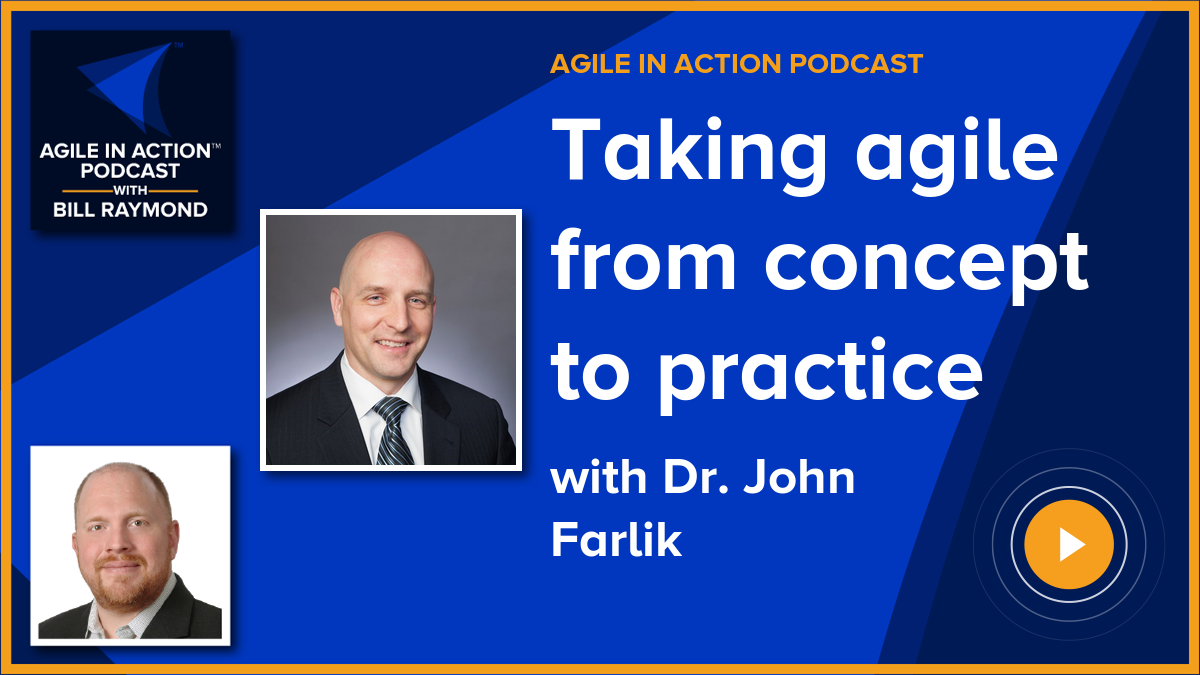 AGILE IN ACTION™
PODCAST
WITH
BILL RAYMOND
AGILE IN ACTION PODCAST
Taking agile
from concept
to practice
with Dr. John
Farlik